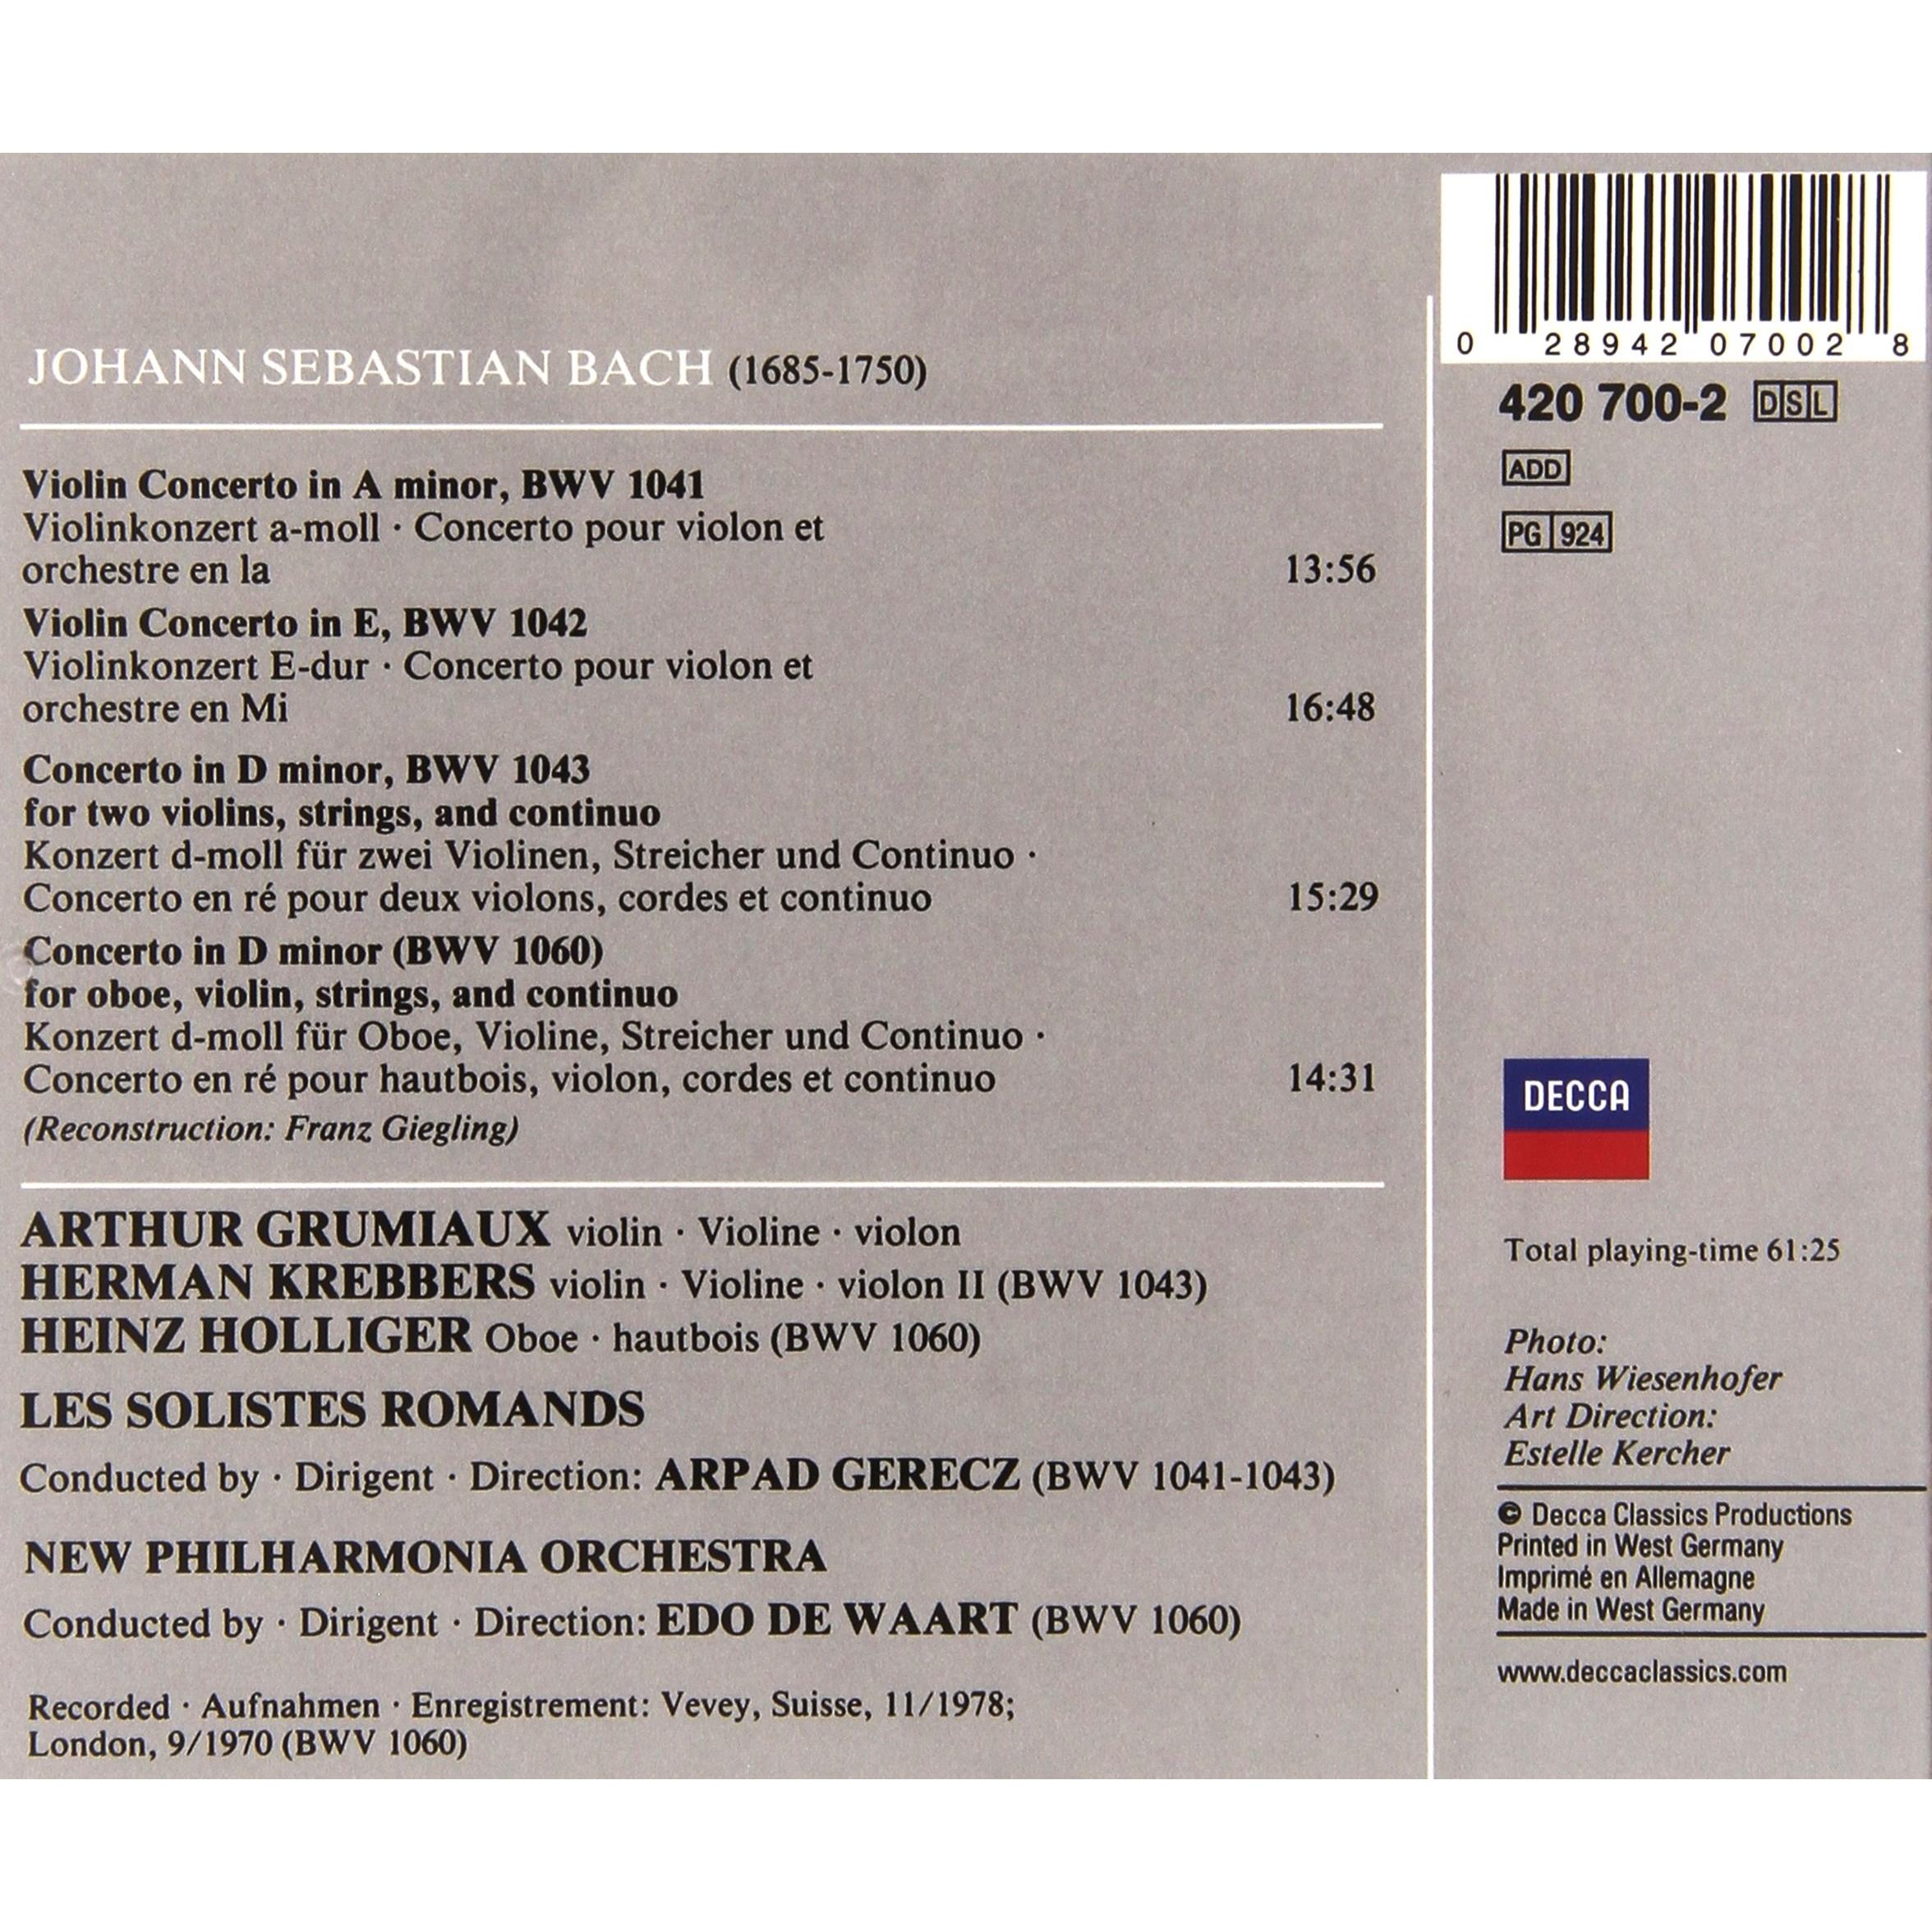 JOHANN SEBASTIAN BACH (1685-1750)
Violin Concerto in A minor, BWV 1041
Violinkonzert a-moll · Concerto pour violon et
orchestre en la 13:56
Violin Concerto in E, BWV 1042
Violinkonzert E-dur · Concerto pour violon et
orchestre en Mi 16:48
Concerto in D minor, BWV 1043
for two violins, strings, and continuo
Konzert d-moll für zwei Violinen, Streicher und Continuo ·
Concerto en ré pour deux violons, cordes et continuo 15:29
Concerto in D minor (BWV 1060)
for oboe, violin, strings, and continuo
Konzert d-moll für Oboe, Violine, Streicher und Continuo ·
Concerto en ré pour hautbois, violon, cordes et continuo 14:31
(Reconstruction: Franz Giegling)
ARTHUR GRUMIAUX violin · Violine · violon
HERMAN KREBBERS violin · Violine · violon II (BWV 1043)
HEINZ HOLLIGER Oboe · hautbois (BWV 1060)
LES SOLISTES ROMANDS
Conducted by · Dirigent · Direction: ARPAD GERECZ (BWV 1041-1043)
NEW PHILHARMONIA ORCHESTRA
Conducted by · Dirigent · Direction: EDO DE WAART (BWV 1060)
Recorded · Aufnahmen · Enregistrement: Vevey, Suisse, 11/1978;
London, 9/1970 (BWV 1060)
0 28942 07002 8
420 700-2 DSL
ADD
PG 924
DECCA
Total playing-time 61:25
Photo:
Hans Wiesenhofer
Art Direction:
Estelle Kercher
© Decca Classics Productions
Printed in West Germany
Imprimé en Allemagne
Made in West Germany
www.deccaclassics.com